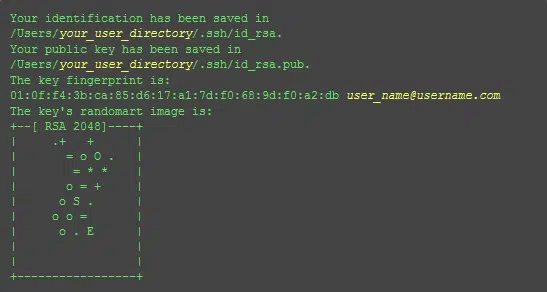 Your identification has been saved in
/Users/your_user_directory/.ssh/id_rsa.
Your public key has been saved in
/Users/your_user_directory/.ssh/id_rsa.pub.
The key fingerprint is:
01:0f:f4:3b:ca:85:d6:17:a1:7d:f0:68:9d:f0:a2:db user_name@username.com
The key's randomart image is:
+--[ RSA 2048]----+
|     .+   +      |
|       = o O .   |
|        = * *    |
|       o = +     |
|      o S .      |
|     o o =       |
|      o . E      |
|                 |
|                 |
+-----------------+